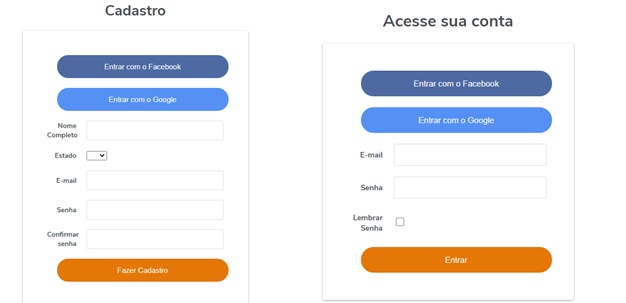 Cadastro
Entrar com o Facebook
Entrar com o Google
Nome
Completo
Estado
E-mail
Senha
Confirmar
senha
Fazer Cadastro
Acesse sua conta
Entrar com o Facebook
Entrar com o Google
E-mail
Senha
Lembrar
Senha
Entrar